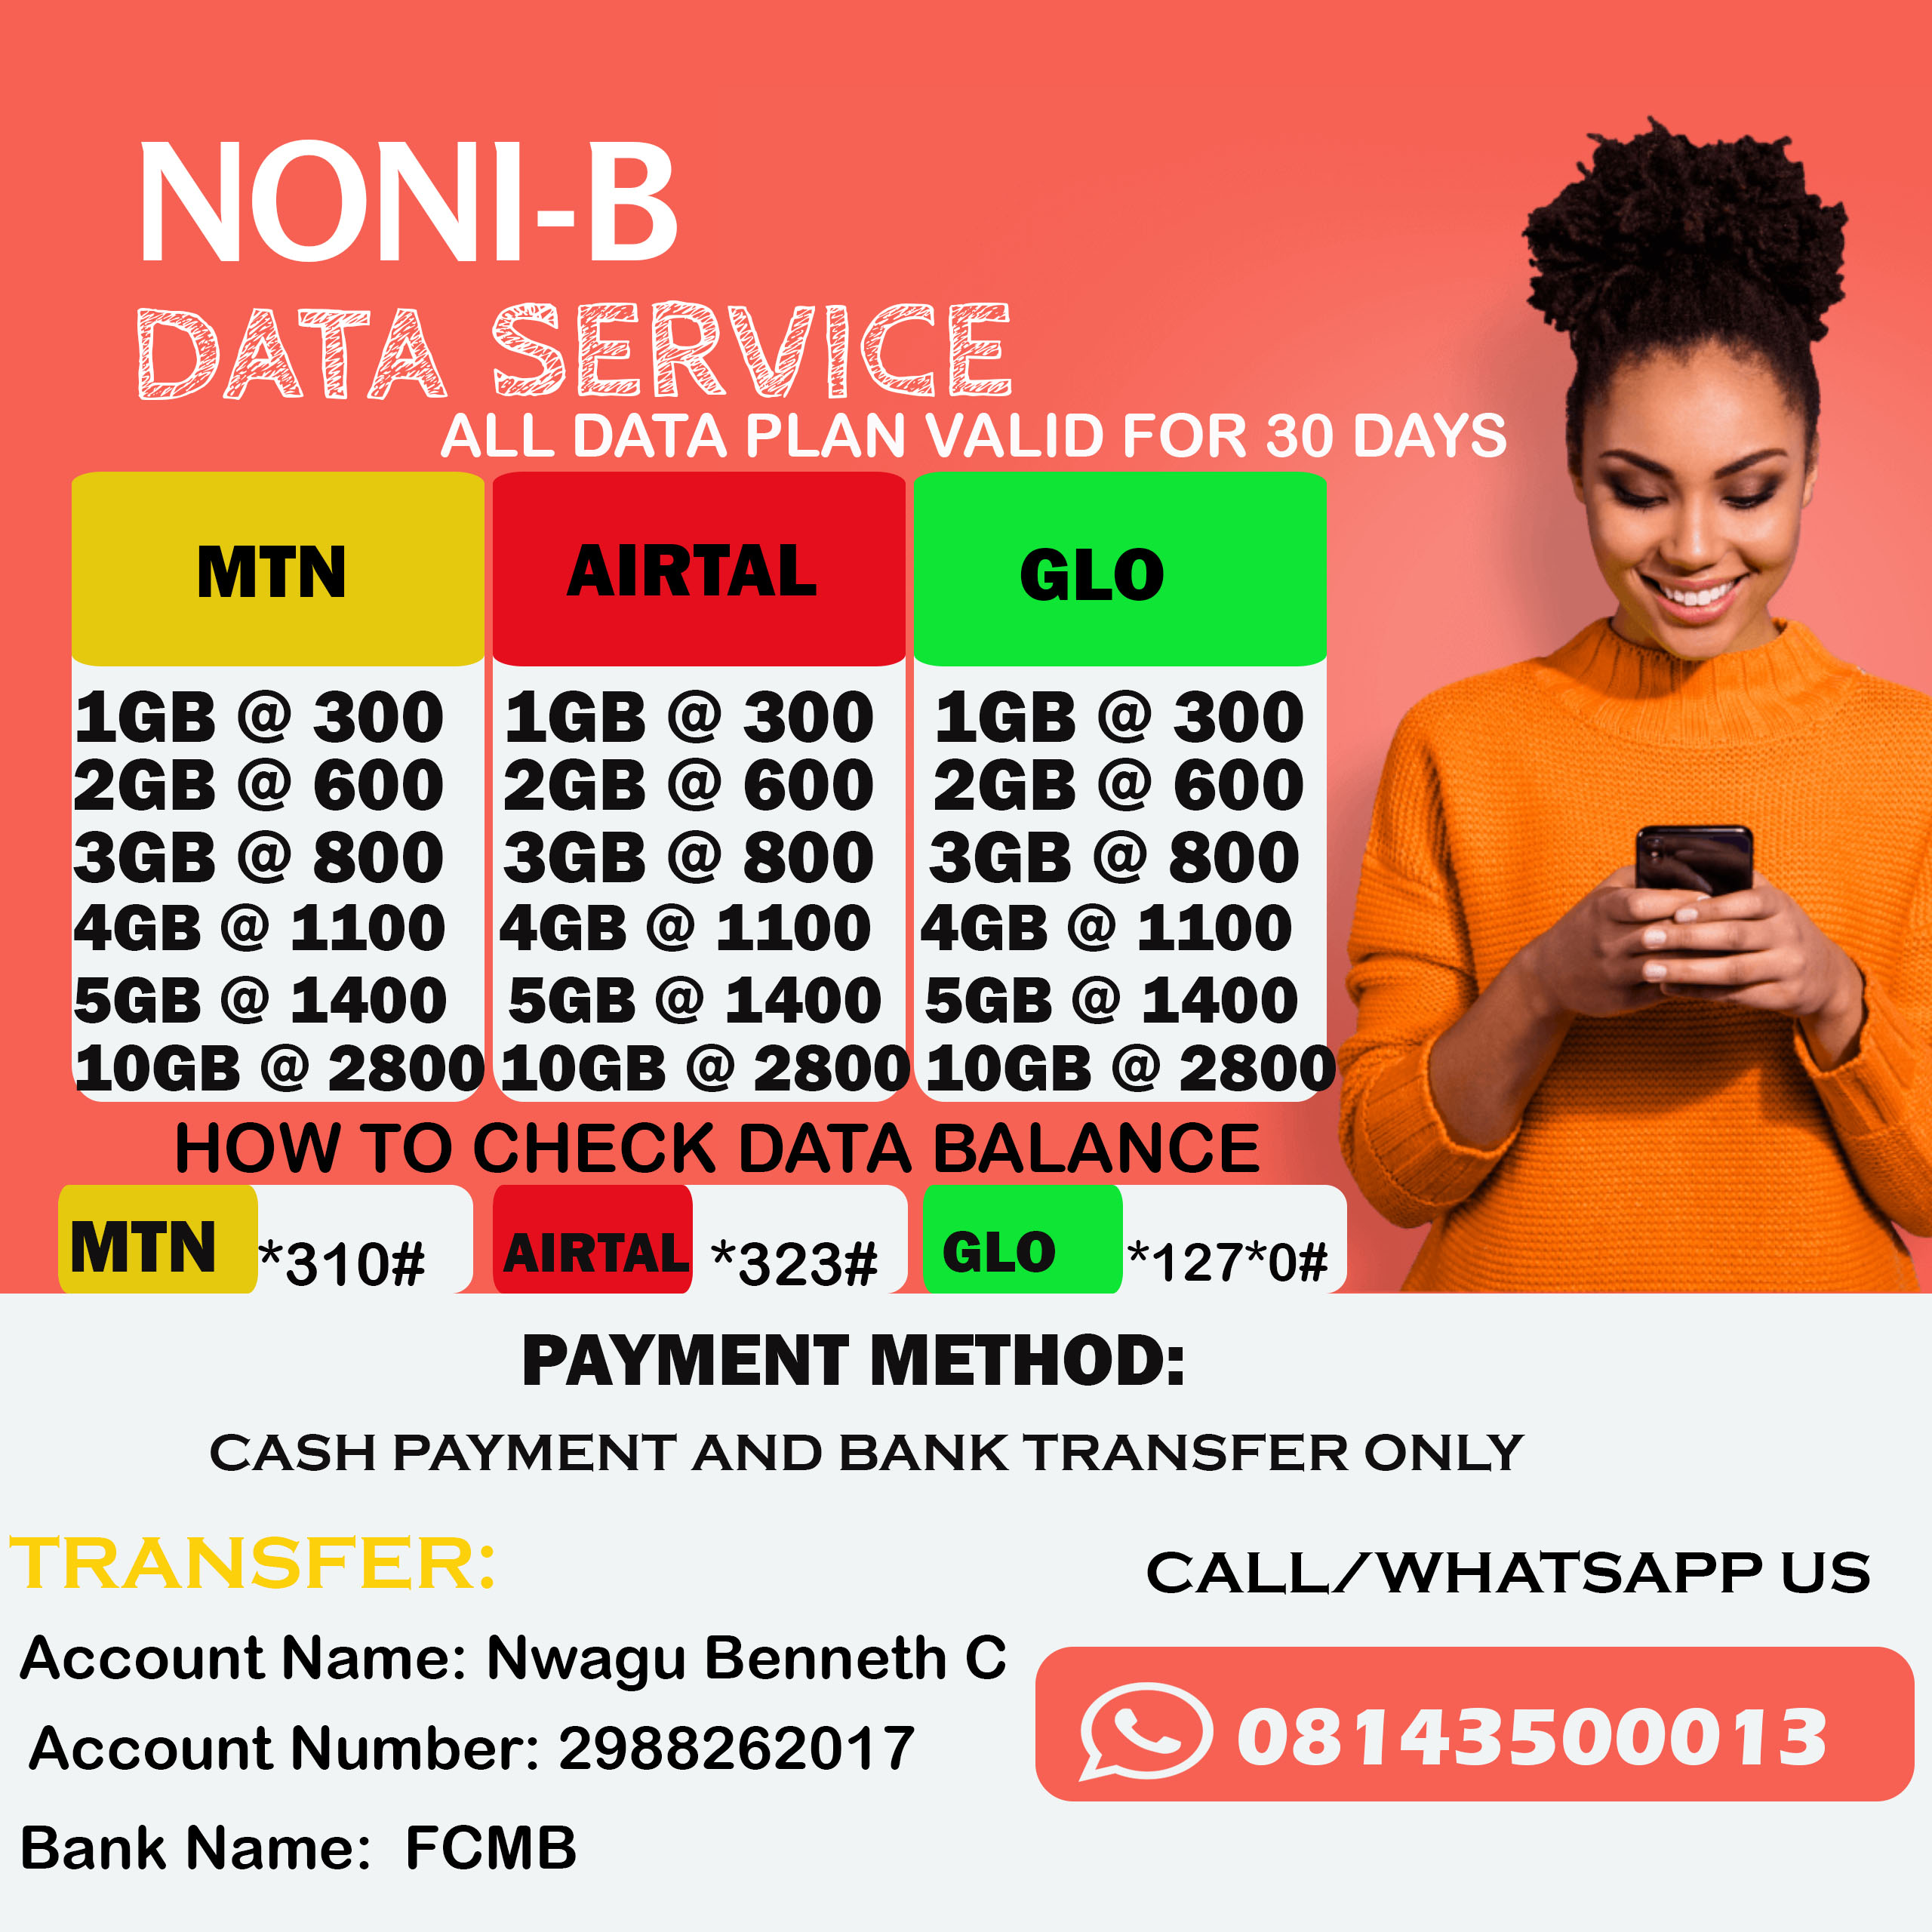 NONI-B
DATA SERVICE
ALL DATA PLAN VALID FOR 30 DAYS
MTN
1GB @ 300
2GB @ 600
3GB @ 800
4GB @ 1100
5GB @ 1400
10GB @ 2800
AIRTAL
1GB @ 300
2GB @ 600
3GB @ 800
4GB @ 1100
5GB @ 1400
10GB @ 2800
GLO
1GB @ 300
2GB @ 600
3GB @ 800
4GB @ 1100
5GB @ 1400
10GB @ 2800
HOW TO CHECK DATA BALANCE
MTN *310#
AIRTAL *323#
GLO *127*0#
PAYMENT METHOD:
CASH PAYMENT AND BANK TRANSFER ONLY
TRANSFER:
Account Name: Nwagu Benneth C
Account Number: 2988262017
Bank Name: FCMB
CALL/WHATSAPP US
08143500013